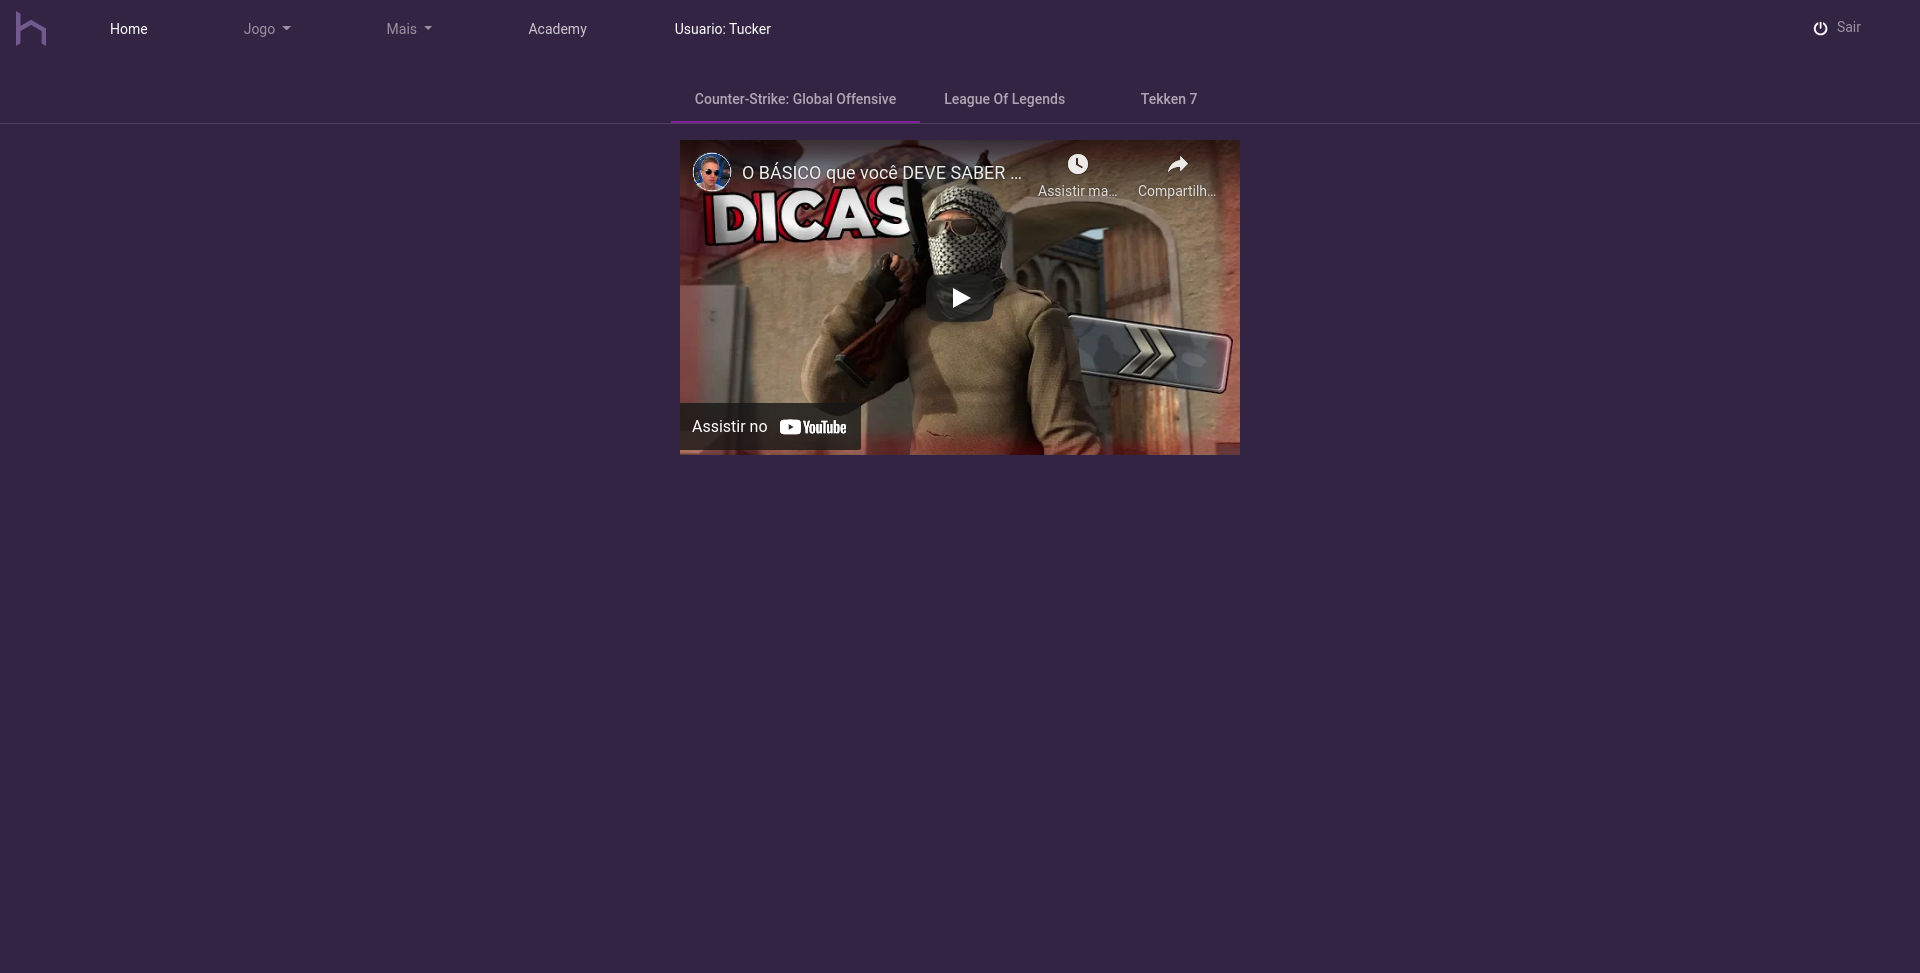 Home
Jogo
Mais
Academy
Usuario: Tucker
Sair
Counter-Strike: Global Offensive
League Of Legends
Tekken 7
O BÁSICO que você DEVE SABER ...
Assistir ma...
Compartilh...
DICAS
Assistir no YouTube